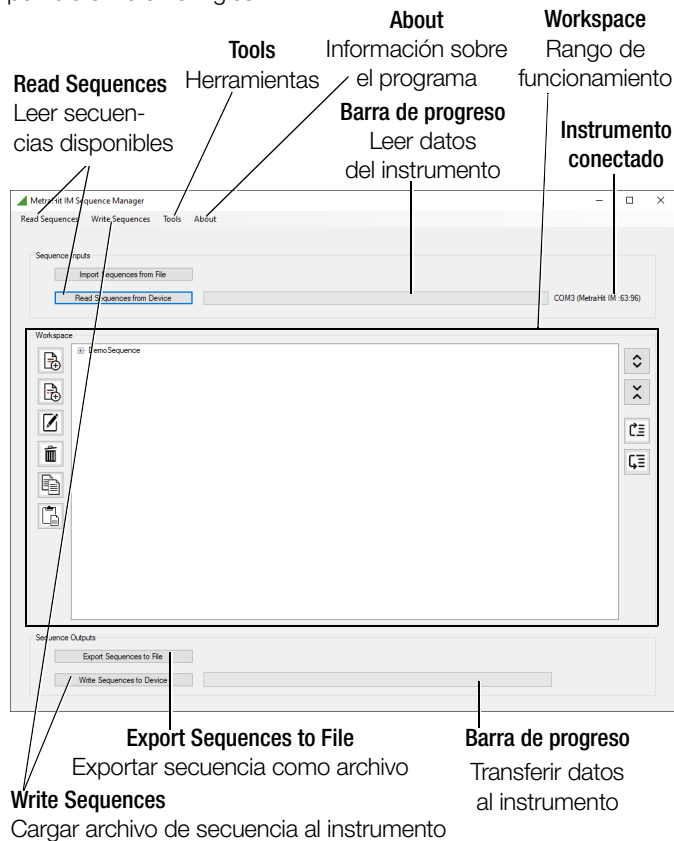 About
Workspace
Tools
Información sobre
Rango de
Read Sequences
Herramientas
el programa
funcionamiento
Leer secuen-
cias disponibles
Barra de progreso
Leer datos
del instrumento
Instrumento
conectado
MetraHit IM Sequence Manager
Read Sequences Write Sequences Tools About
Sequence Inputs
Import Sequences from File
Read Sequences from Device
COM3 (MetraHit IM :63:96)
Workspace
DemoSequence
Sequence Outputs
Export Sequences to File
Write Sequences to Device
Export Sequences to File
Exportar secuencia como archivo
Barra de progreso
Transferir datos
al instrumento
Write Sequences
Cargar archivo de secuencia al instrumento